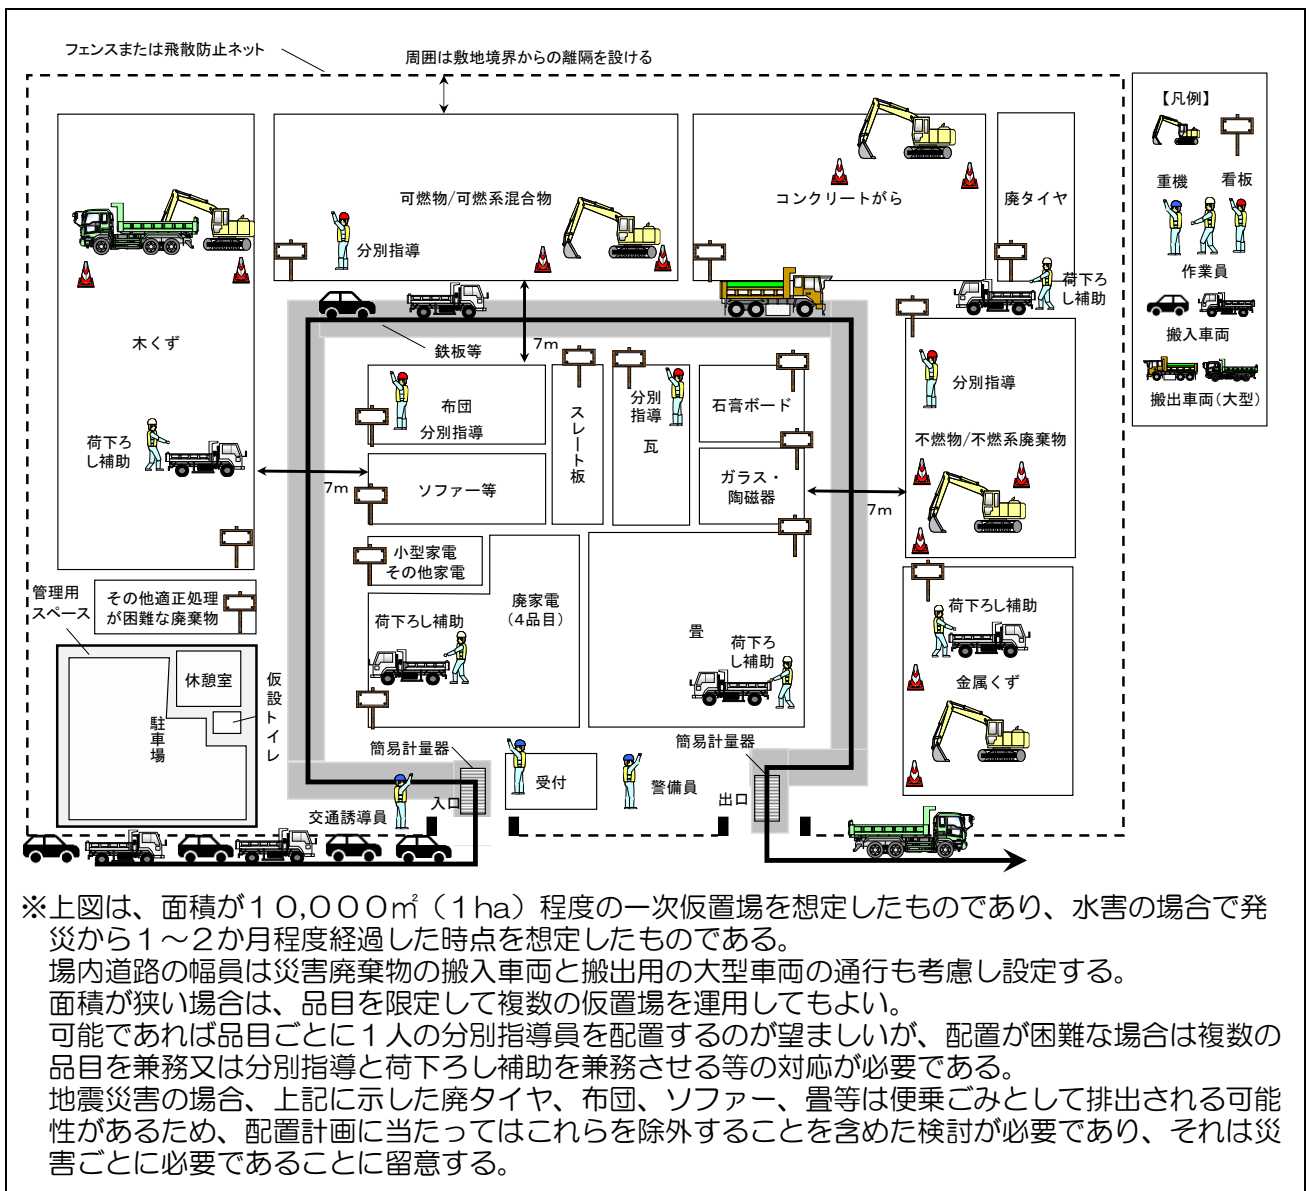 フェンスまたは飛散防止ネット
周囲は敷地境界からの離隔を設ける
【凡例】
重機
看板
作業員
搬入車両
搬出車両(大型)
可燃物/可燃系混合物
分別指導
コンクリートがら
廃タイヤ
荷下ろ
し補助
木くず
鉄板等
7m
布団
分別指導
スレート板
分別
指導
瓦
石膏ボード
分別指導
不燃物/不燃系廃棄物
荷下ろ
し補助
7m
ソファー等
ガラス・
陶磁器
7m
小型家電
その他家電
廃家電
(4品目)
荷下ろし補助
畳
荷下ろ
し補助
荷下ろし補助
金属くず
管理用
スペース
その他適正処理
が困難な廃棄物
休憩室
仮設トイレ
駐車場
簡易計量器
簡易計量器
受付
警備員
入口
出口
交通誘導員
※上図は、面積が10,000㎡(1ha)程度の一次仮置場を想定したものであり、水害の場合で発
災から1~2か月程度経過した時点を想定したものである。
場内道路の幅員は災害廃棄物の搬入車両と搬出用の大型車両の通行も考慮し設定する。
面積が狭い場合は、品目を限定して複数の仮置場を運用してもよい。
可能であれば品目ごとに1人の分別指導員を配置するのが望ましいが、配置が困難な場合は複数の
品目を兼務又は分別指導と荷下ろし補助を兼務させる等の対応が必要である。
地震災害の場合、上記に示した廃タイヤ、布団、ソファー、畳等は便乗ごみとして排出される可能
性があるため、配置計画に当たってはこれらを除外することを含めた検討が必要であり、それは災
害ごとに必要であることに留意する。